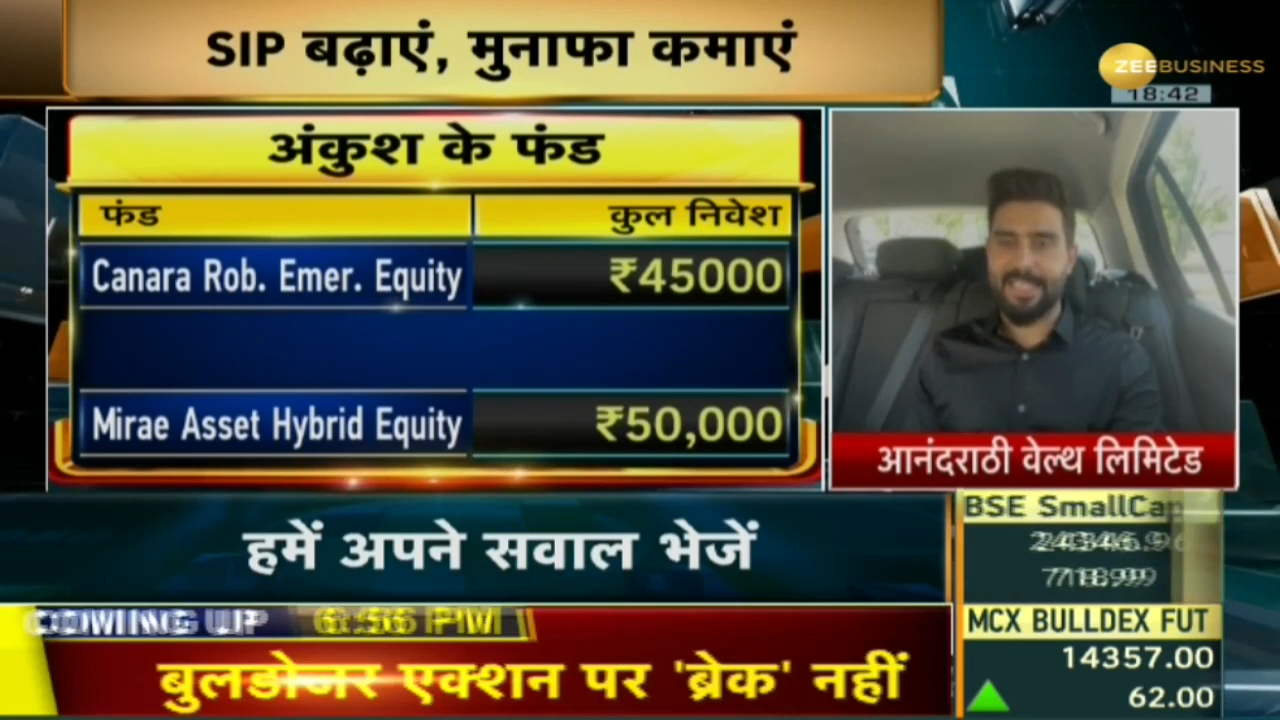 SIP बढ़ाएं, मुनाफा कमाएं
ZEEBUSINESS
18:42
अंकुश के फंड
फंड कुल निवेश
Canara Rob. Emer. Equity ₹45000
Mirae Asset Hybrid Equity ₹50,000
आनंदराठी वेल्थ लिमिटेड
हमें अपने सवाल भेजें
BSE SmallCap
MCX BULLDEX FUT
14357.00
62.00
COMING UP 6:56 PM
बुलडोजर एक्शन पर 'ब्रेक' नहीं